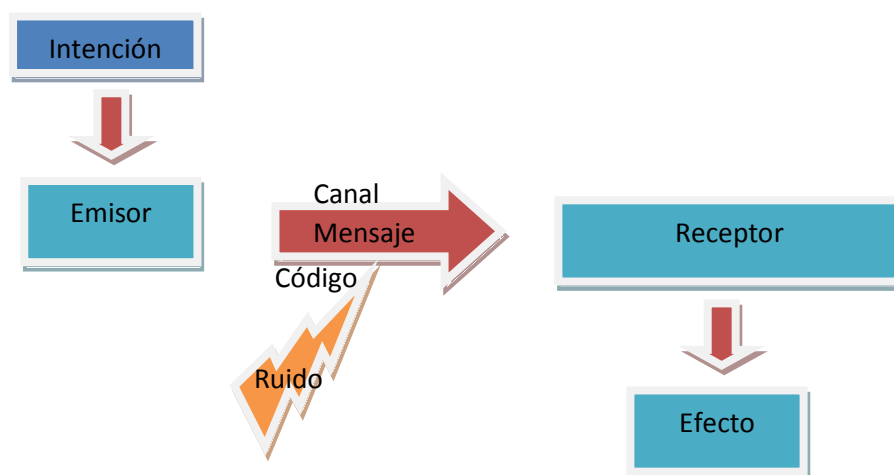 Intención
Emisor
Canal
Mensaje
Código
Ruido
Receptor
Efecto